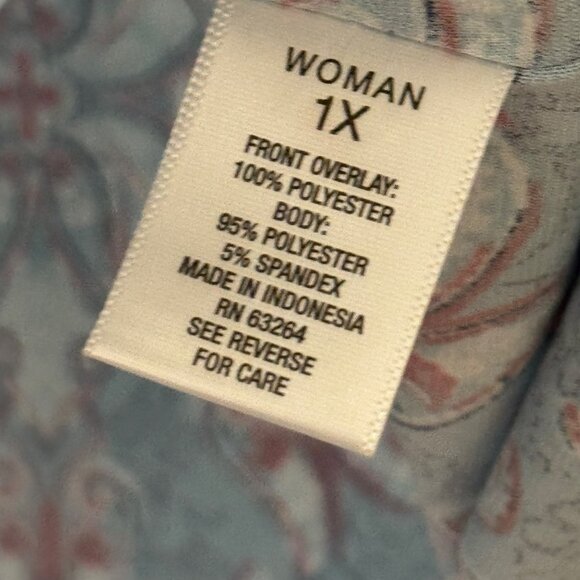 WOMAN
1X
FRONT OVERLAY:
100% POLYESTER
BODY:
95% POLYESTER
5% SPANDEX
MADE IN INDONESIA
RN 63264
SEE REVERSE
FOR CARE